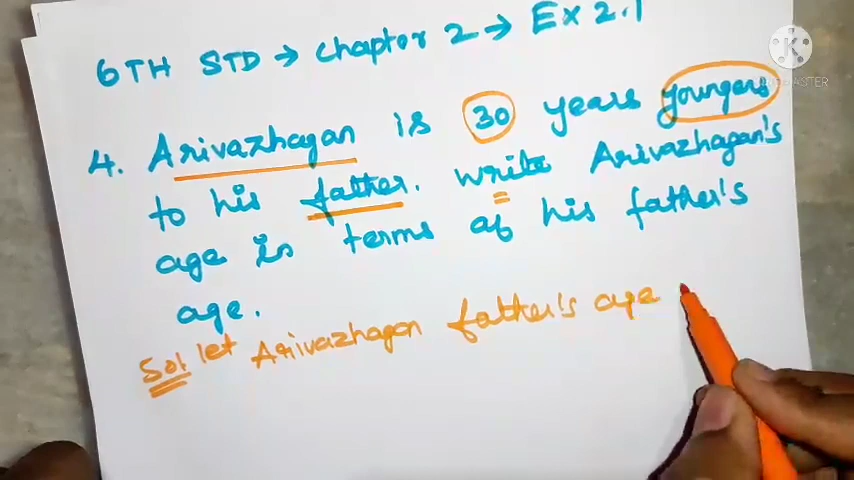 6TH STD → chapter 2 → Ex 2.1
4. Arivazhagan is 30 years youngers
to his father. write Arivazhagan's
age in terms of his father's
age.
Sol let Arivazhagan father's age
K